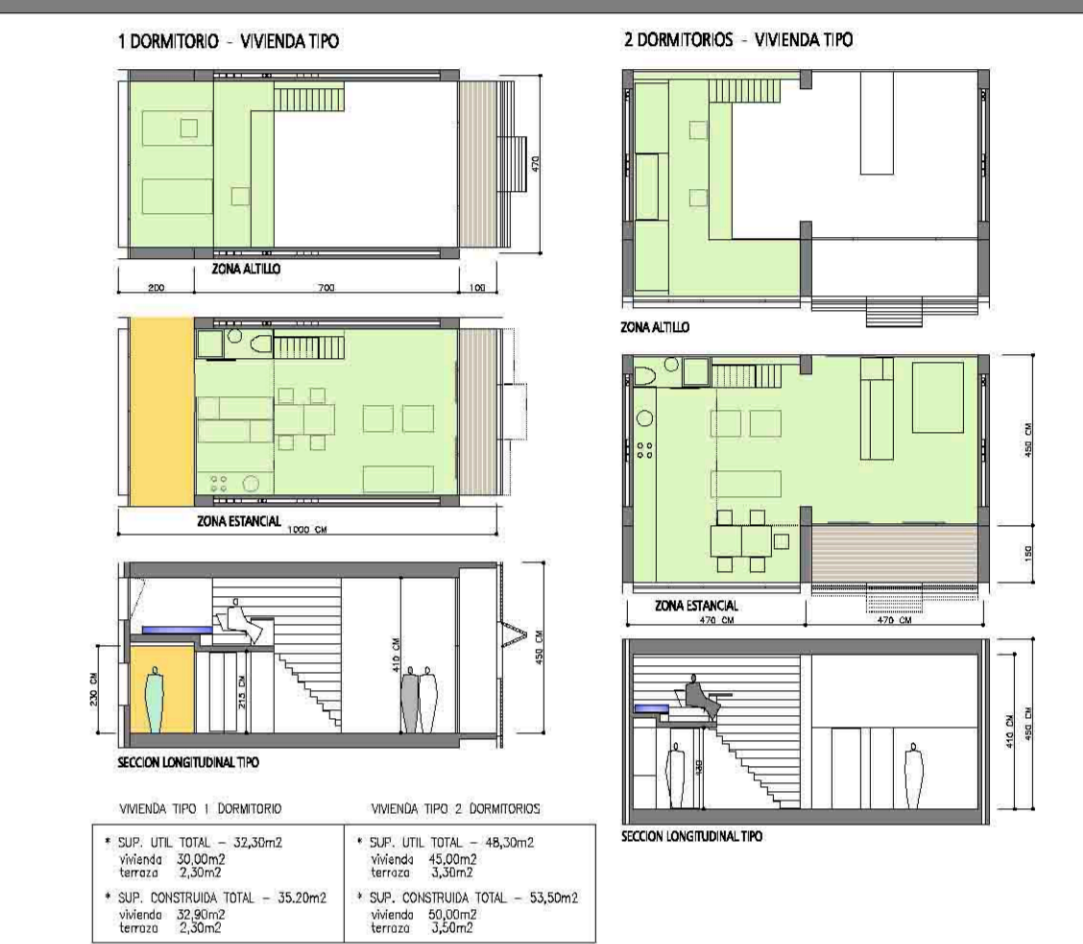 1 DORMITORIO - VIVIENDA TIPO
470
ZONA ALTILLO
200
700
100
ZONA ESTANCIAL
1000 CM
230 CM
215 CM
410 CM
450 CM
SECCION LONGITUDINAL TIPO
2 DORMITORIOS - VIVIENDA TIPO
ZONA ALTILLO
450 CM
150
ZONA ESTANCIAL
470 CM
470 CM
410 CM
450 CM
SECCION LONGITUDINAL TIPO
VIVIENDA TIPO 1 DORMITORIO
* SUP. UTIL TOTAL - 32,30m2
vivienda 30,00m2
terraza 2,30m2
* SUP. CONSTRUIDA TOTAL - 35.20m2
vivienda 32,90m2
terraza 2,30m2
VIVIENDA TIPO 2 DORMITORIOS
* SUP. UTIL TOTAL - 48,30m2
vivienda 45,00m2
terraza 3,30m2
* SUP. CONSTRUIDA TOTAL - 53,50m2
vivienda 50,00m2
terraza 3,50m2